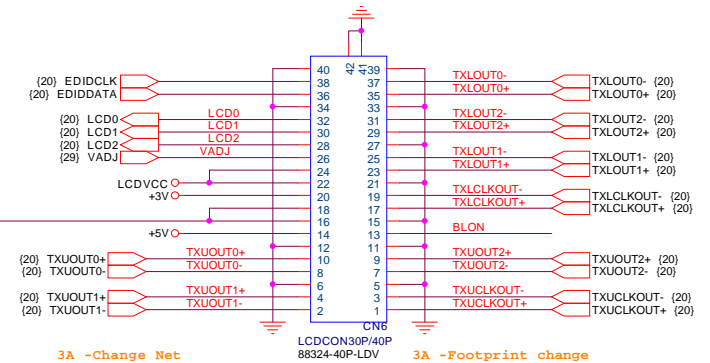 42 41
40 39
{20} EDIDCLK 38 37 TXLOUT0- TXLOUT0- {20}
{20} EDIDDATA 36 35 TXLOUT0+ TXLOUT0+ {20}
34 33
{20} LCD0 LCD0 32 31 TXLOUT2- TXLOUT2- {20}
{20} LCD1 LCD1 30 29 TXLOUT2+ TXLOUT2+ {20}
{20} LCD2 LCD2 28 27
{29} VADJ VADJ 26 25 TXLOUT1- TXLOUT1- {20}
24 23 TXLOUT1+ TXLOUT1+ {20}
LCDVCC 22 21
+3V 20 19 TXLCLKOUT- TXLCLKOUT- {20}
18 17 TXLCLKOUT+ TXLCLKOUT+ {20}
16 15
+5V 14 13 BLON
12 11
{20} TXUOUT0+ TXUOUT0+ 10 9 TXUOUT2+ TXUOUT2+ {20}
{20} TXUOUT0- TXUOUT0- 8 7 TXUOUT2- TXUOUT2- {20}
6 5
{20} TXUOUT1+ TXUOUT1+ 4 3 TXUCLKOUT- TXUCLKOUT- {20}
{20} TXUOUT1- TXUOUT1- 2 1 TXUCLKOUT+ TXUCLKOUT+ {20}
CN6
LCDCON30P/40P
88324-40P-LDV
3A -Change Net
3A -Footprint change